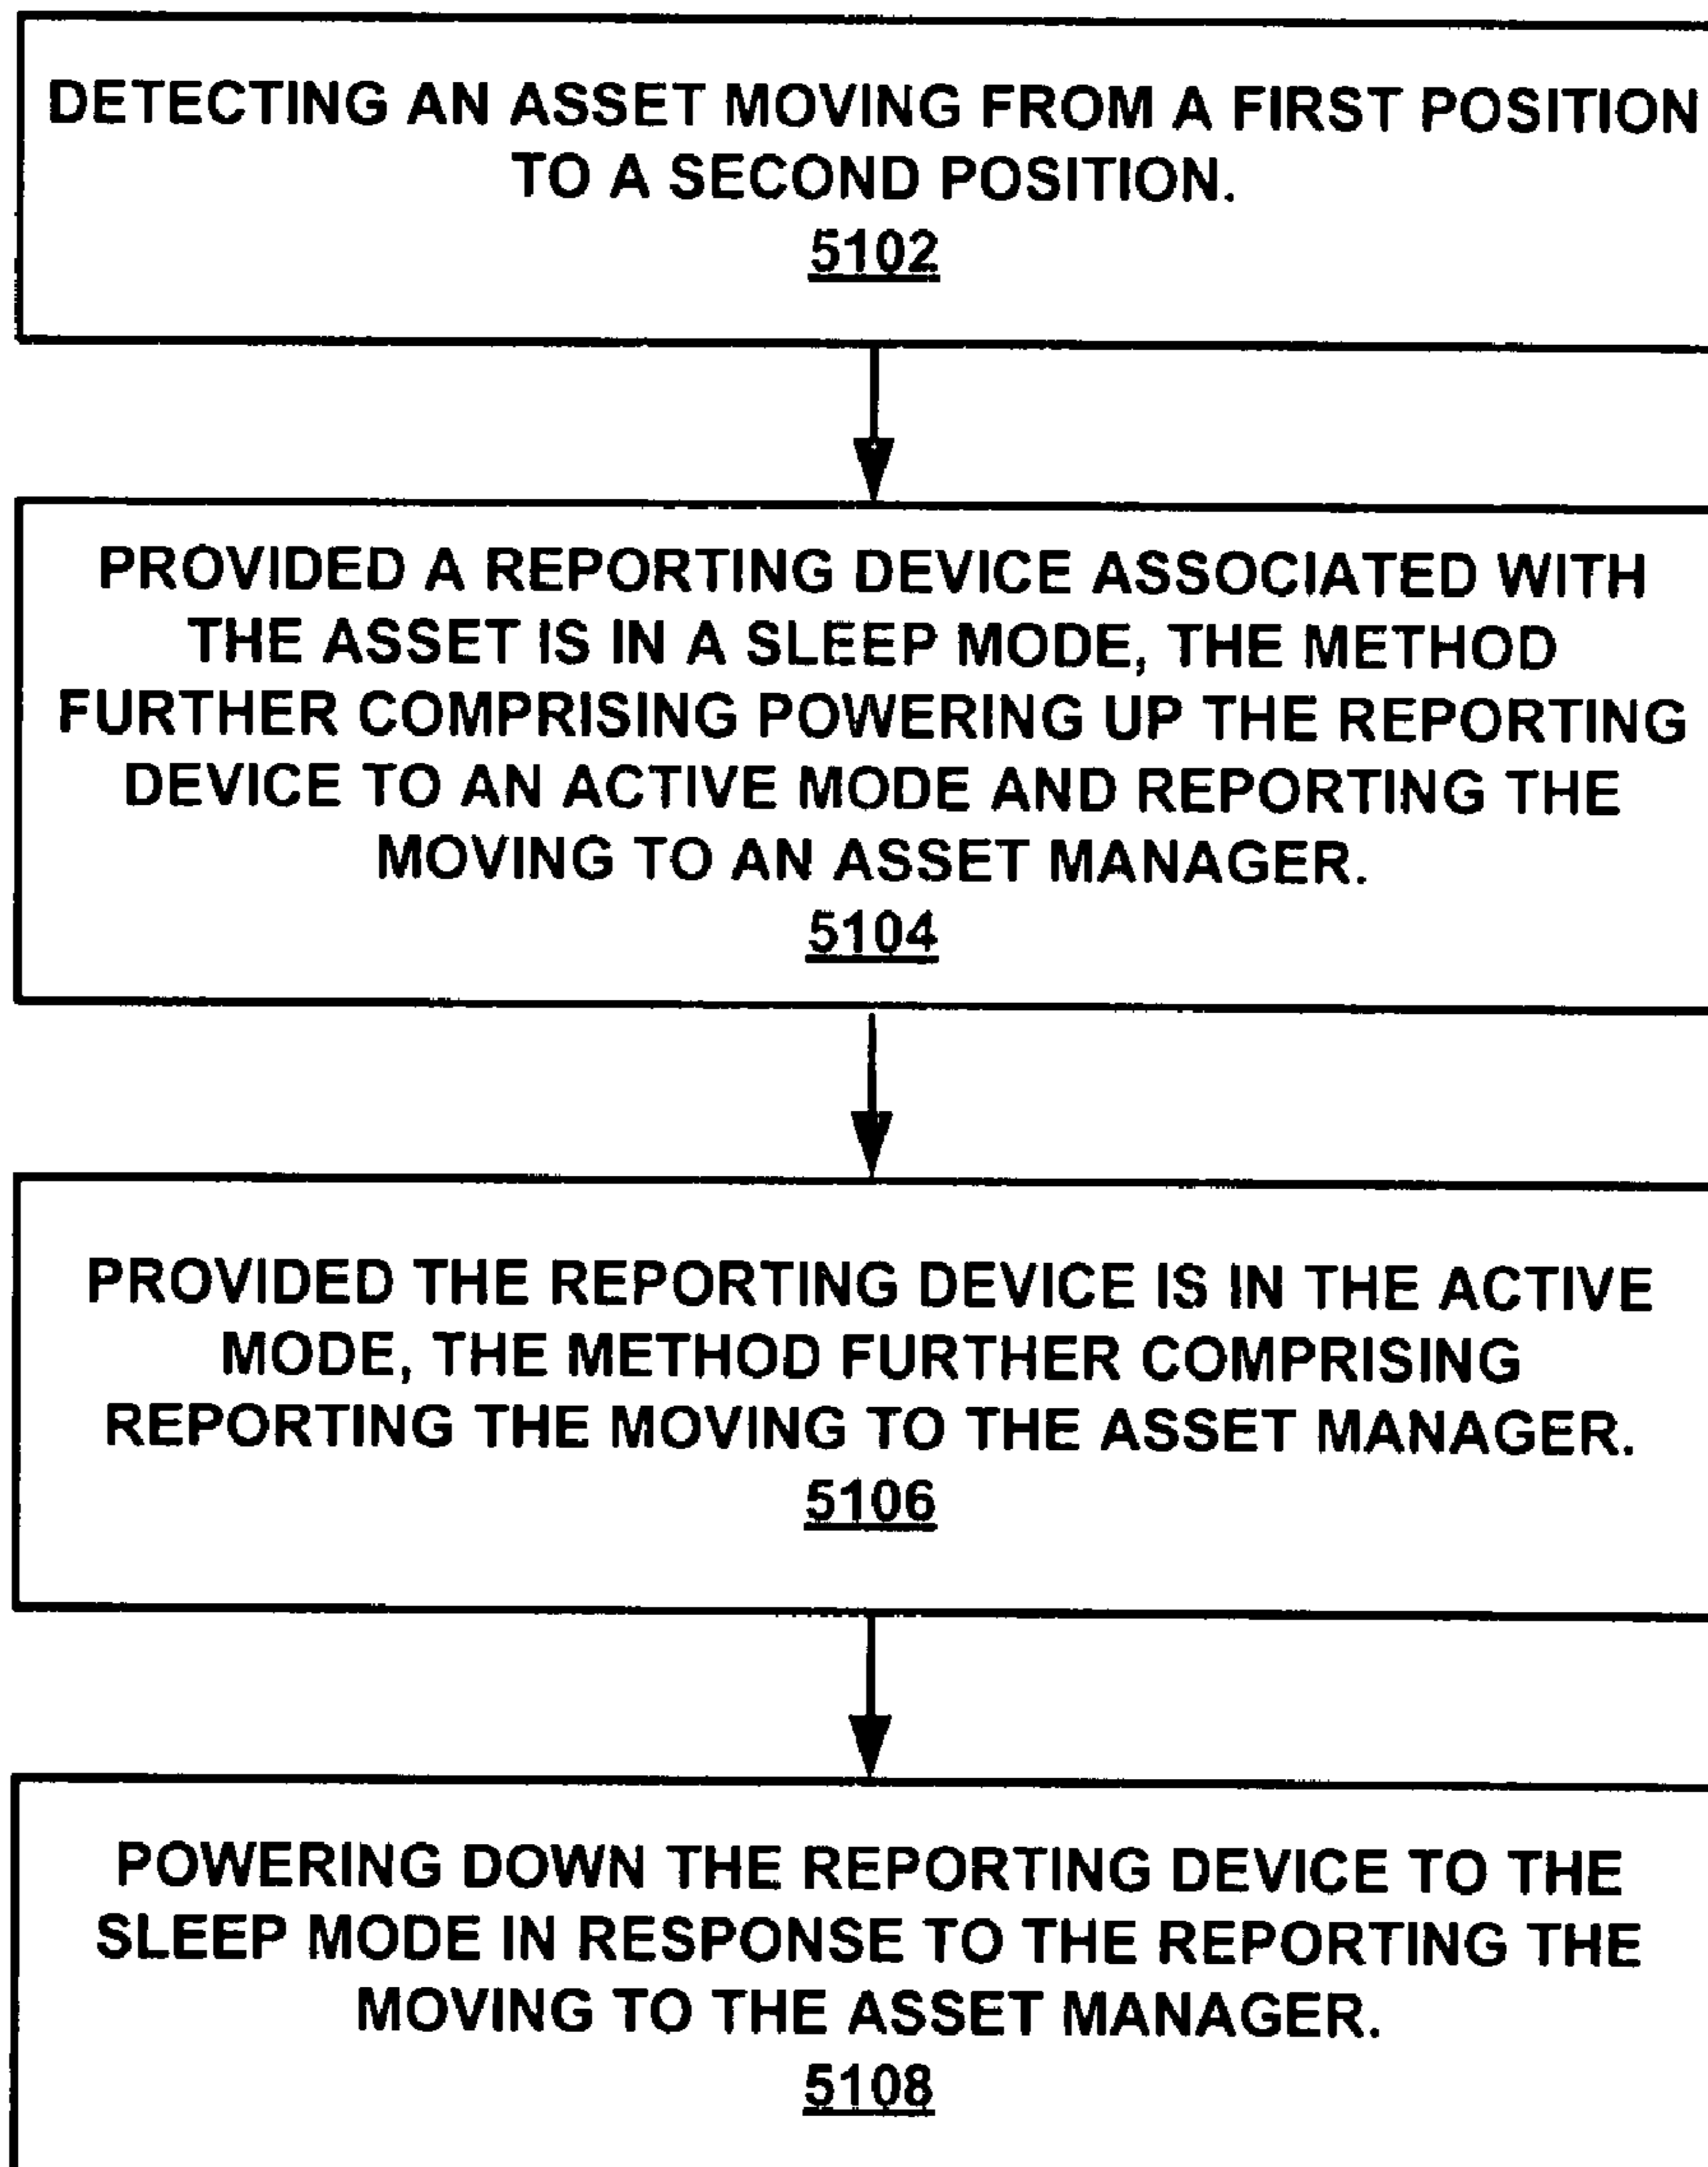 DETECTING AN ASSET MOVING FROM A FIRST POSITION
TO A SECOND POSITION.
5102
PROVIDED A REPORTING DEVICE ASSOCIATED WITH
THE ASSET IS IN A SLEEP MODE, THE METHOD
FURTHER COMPRISING POWERING UP THE REPORTING
DEVICE TO AN ACTIVE MODE AND REPORTING THE
MOVING TO AN ASSET MANAGER.
5104
PROVIDED THE REPORTING DEVICE IS IN THE ACTIVE
MODE, THE METHOD FURTHER COMPRISING
REPORTING THE MOVING TO THE ASSET MANAGER.
5106
POWERING DOWN THE REPORTING DEVICE TO THE
SLEEP MODE IN RESPONSE TO THE REPORTING THE
MOVING TO THE ASSET MANAGER.
5108